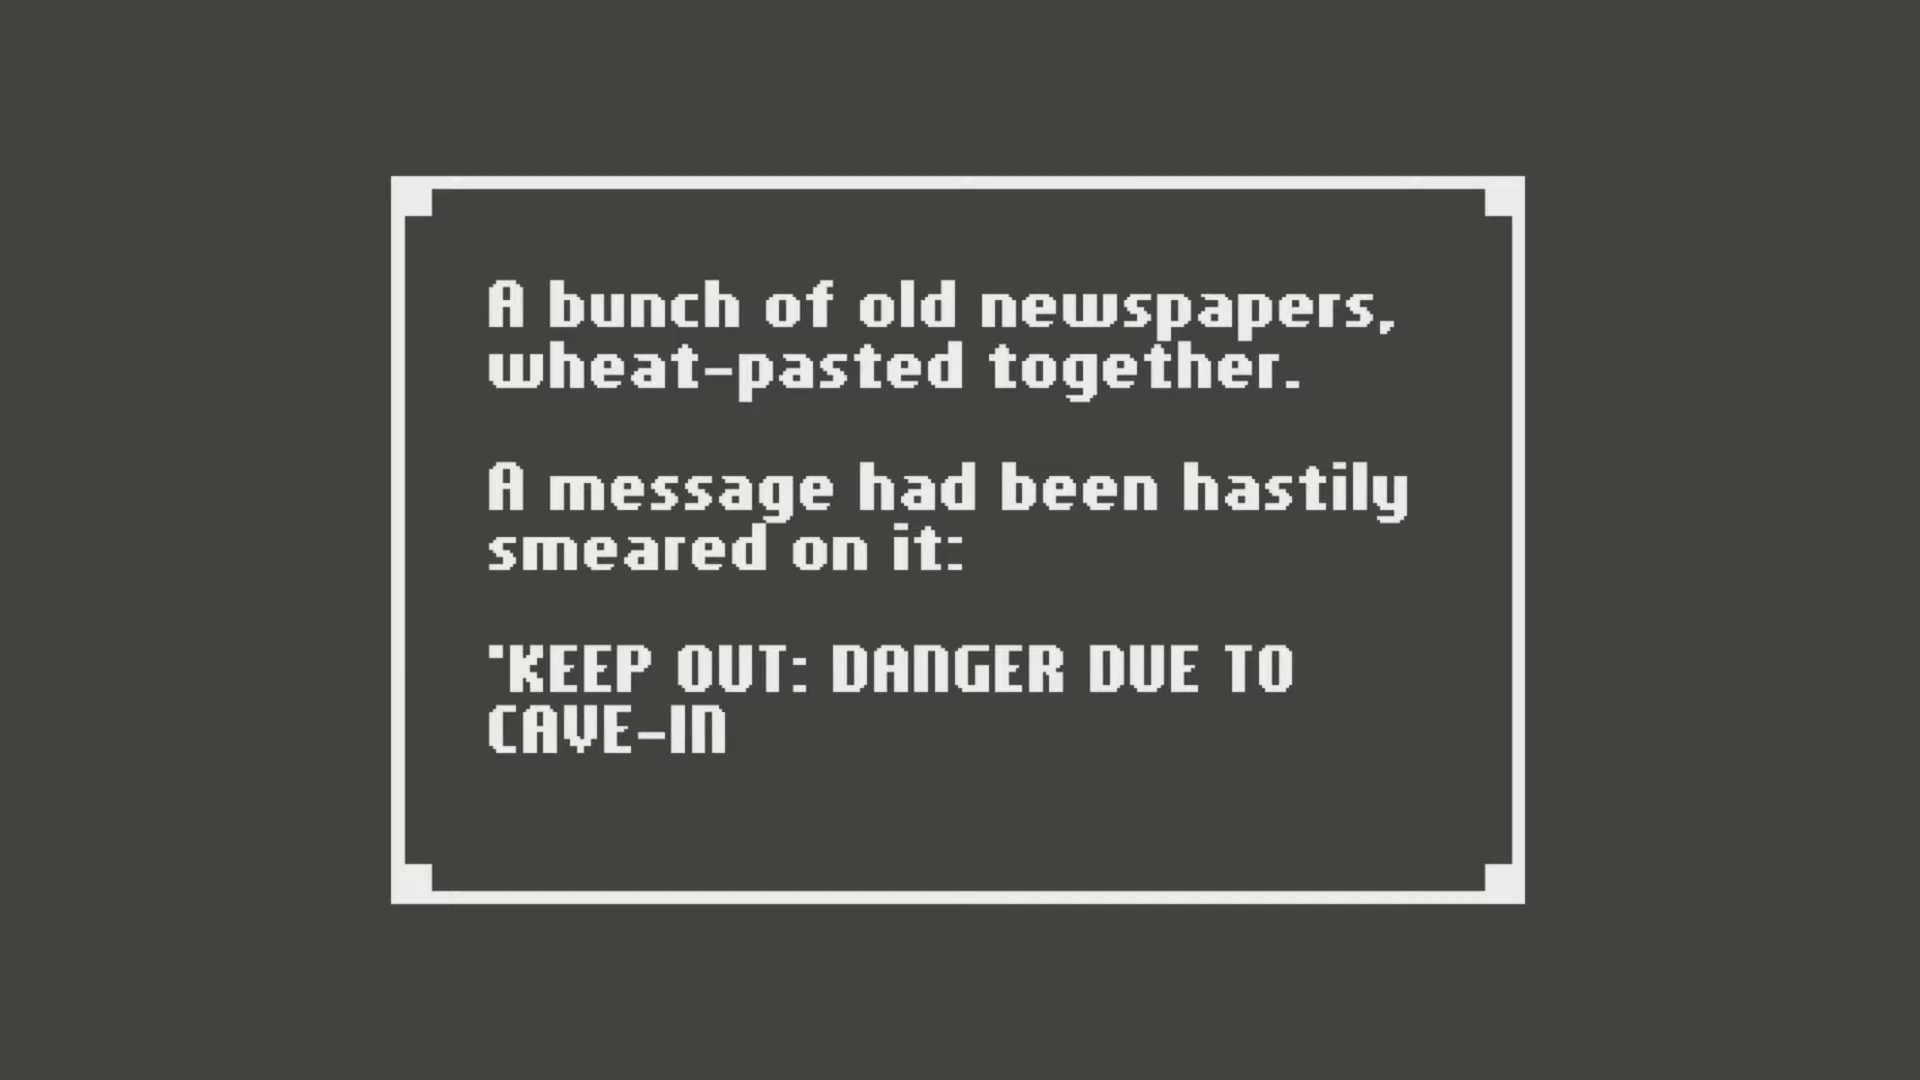 A bunch of old newspapers,
wheat-pasted together.
A message had been hastily
smeared on it:
"KEEP OUT: DANGER DUE TO
CAVE-IN